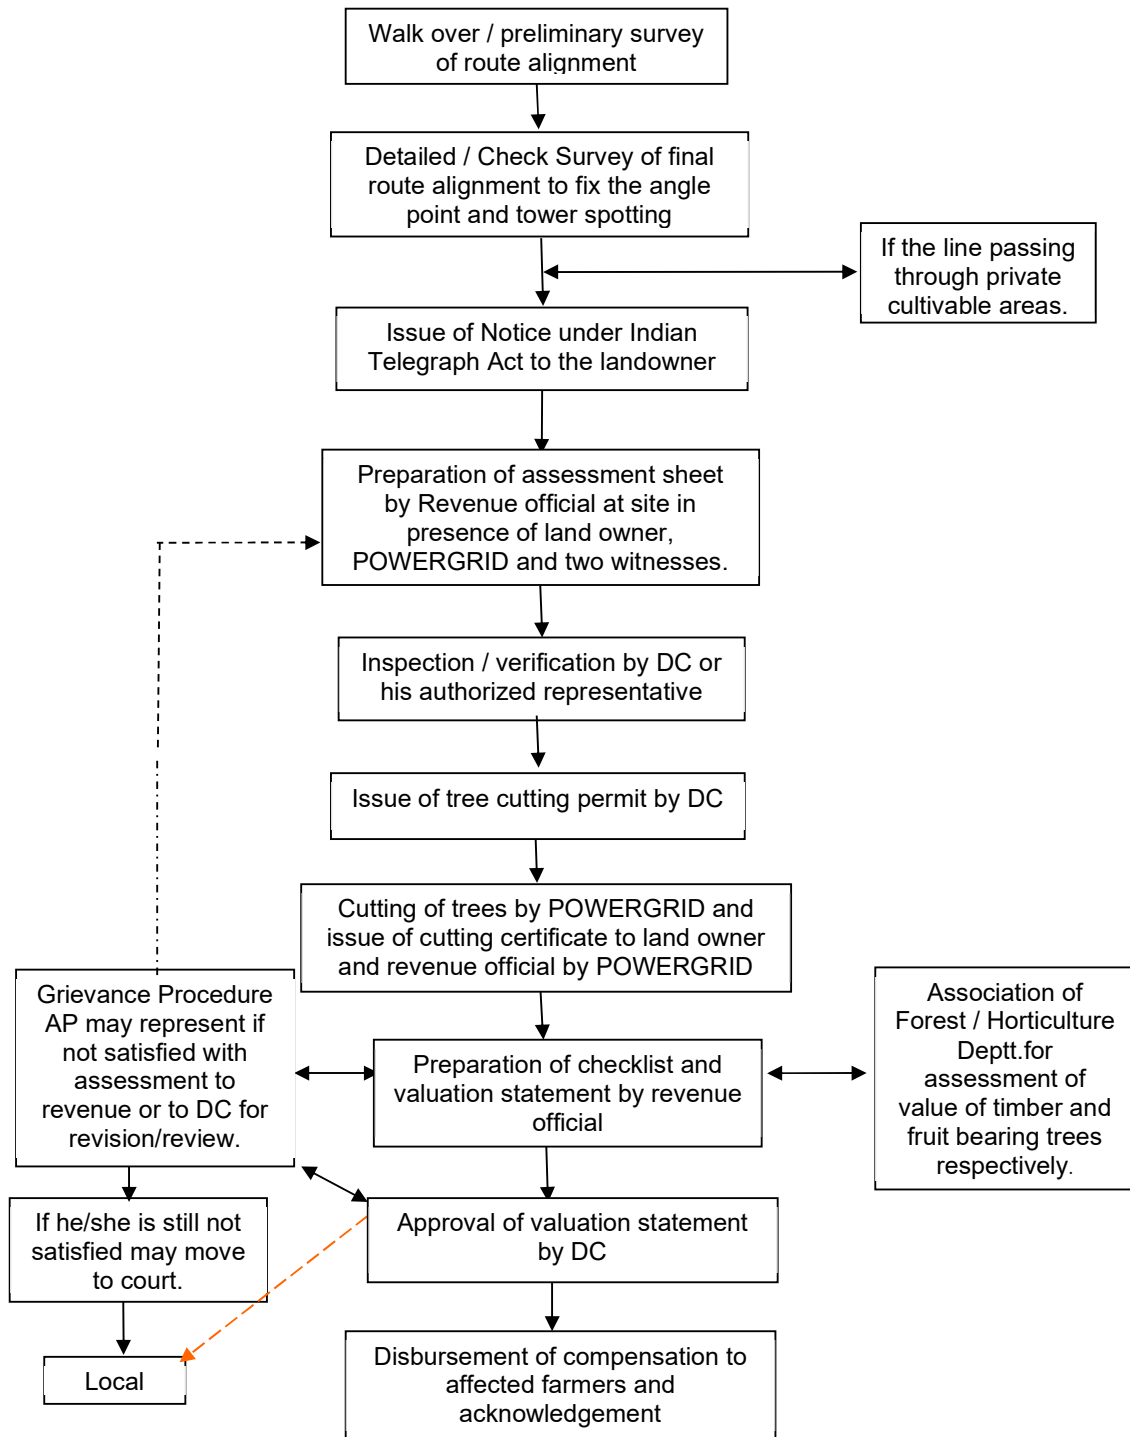 Walk over / preliminary survey
of route alignment
Detailed / Check Survey of final
route alignment to fix the angle
point and tower spotting
If the line passing
through private
cultivable areas.
Issue of Notice under Indian
Telegraph Act to the landowner
Preparation of assessment sheet
by Revenue official at site in
presence of land owner,
POWERGRID and two witnesses.
Inspection / verification by DC or
his authorized representative
Issue of tree cutting permit by DC
Cutting of trees by POWERGRID and
issue of cutting certificate to land owner
and revenue official by POWERGRID
Grievance Procedure
AP may represent if
not satisfied with
assessment to
revenue or to DC for
revision/review.
Preparation of checklist and
valuation statement by revenue
official
Association of
Forest / Horticulture
Deptt.for
assessment of
value of timber and
fruit bearing trees
respectively.
If he/she is still not
satisfied may move
to court.
Approval of valuation statement
by DC
Local
Disbursement of compensation to
affected farmers and
acknowledgement